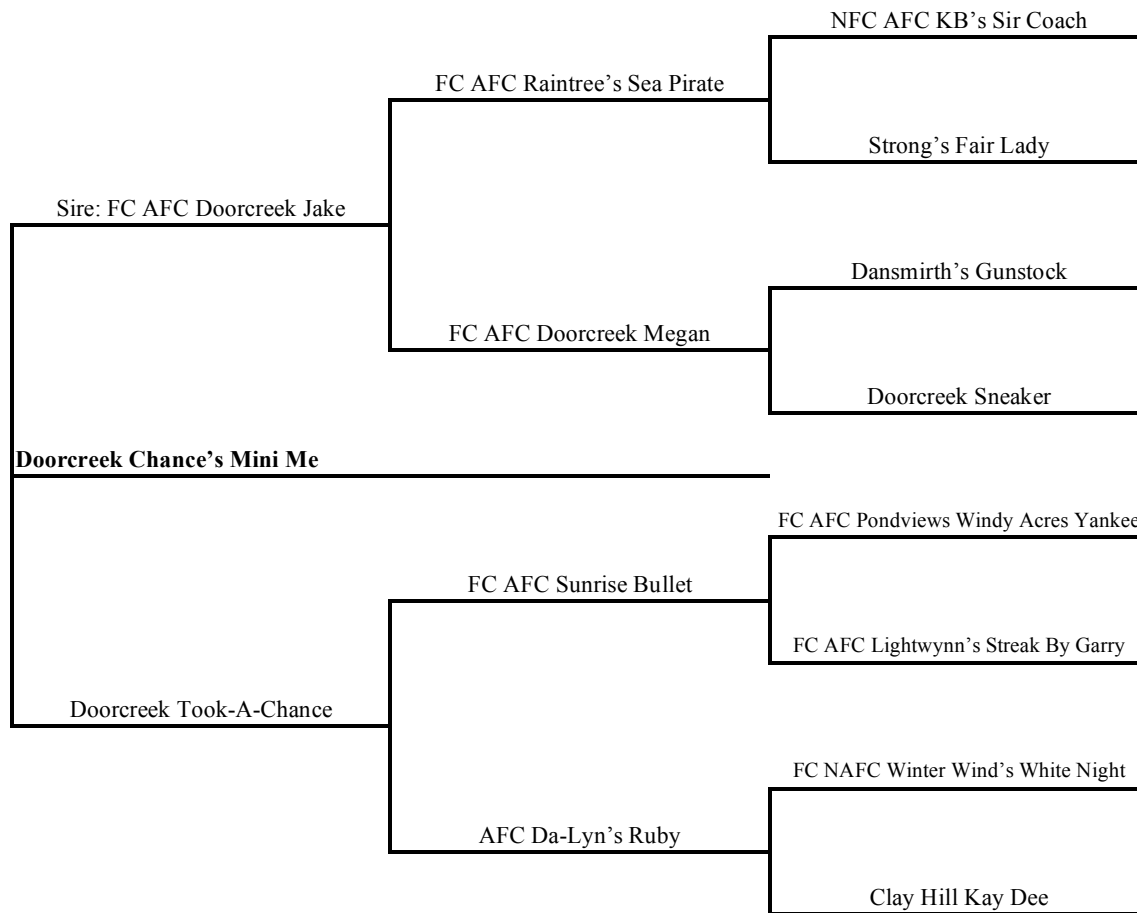 NFC AFC KB’s Sir Coach
FC AFC Raintree’s Sea Pirate
Strong’s Fair Lady
Sire: FC AFC Doorcreek Jake
Dansmirth’s Gunstock
FC AFC Doorcreek Megan
Doorcreek Sneaker
Doorcreek Chance’s Mini Me
FC AFC Pondviews Windy Acres Yankee
FC AFC Sunrise Bullet
FC AFC Lightwynn’s Streak By Garry
Doorcreek Took-A-Chance
FC NAFC Winter Wind’s White Night
AFC Da-Lyn’s Ruby
Clay Hill Kay Dee